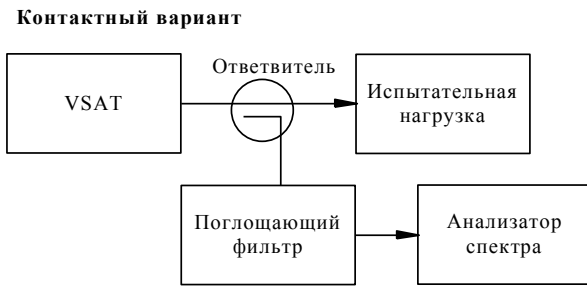 Контактный вариант
Ответвитель
VSAT
Испытательная
нагрузка
Поглощающий
фильтр
Анализатор
спектра